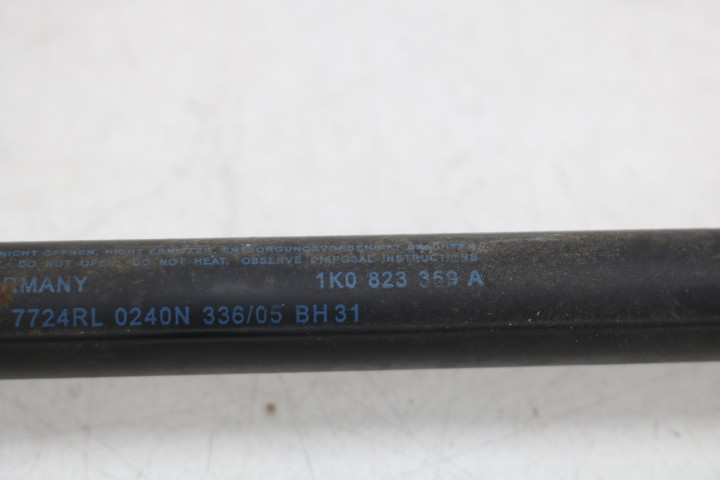 NICHT ÖFFNEN, NICHT ERHITZEN, ENTSORGUNGSVORSCHRIFT BEACHTEN
DO NOT OPEN, DO NOT HEAT, OBSERVE DISPOSAL INSTRUCTIONS
RMANY 1K0 823 359 A
7724RL 0240N 336/05 BH31